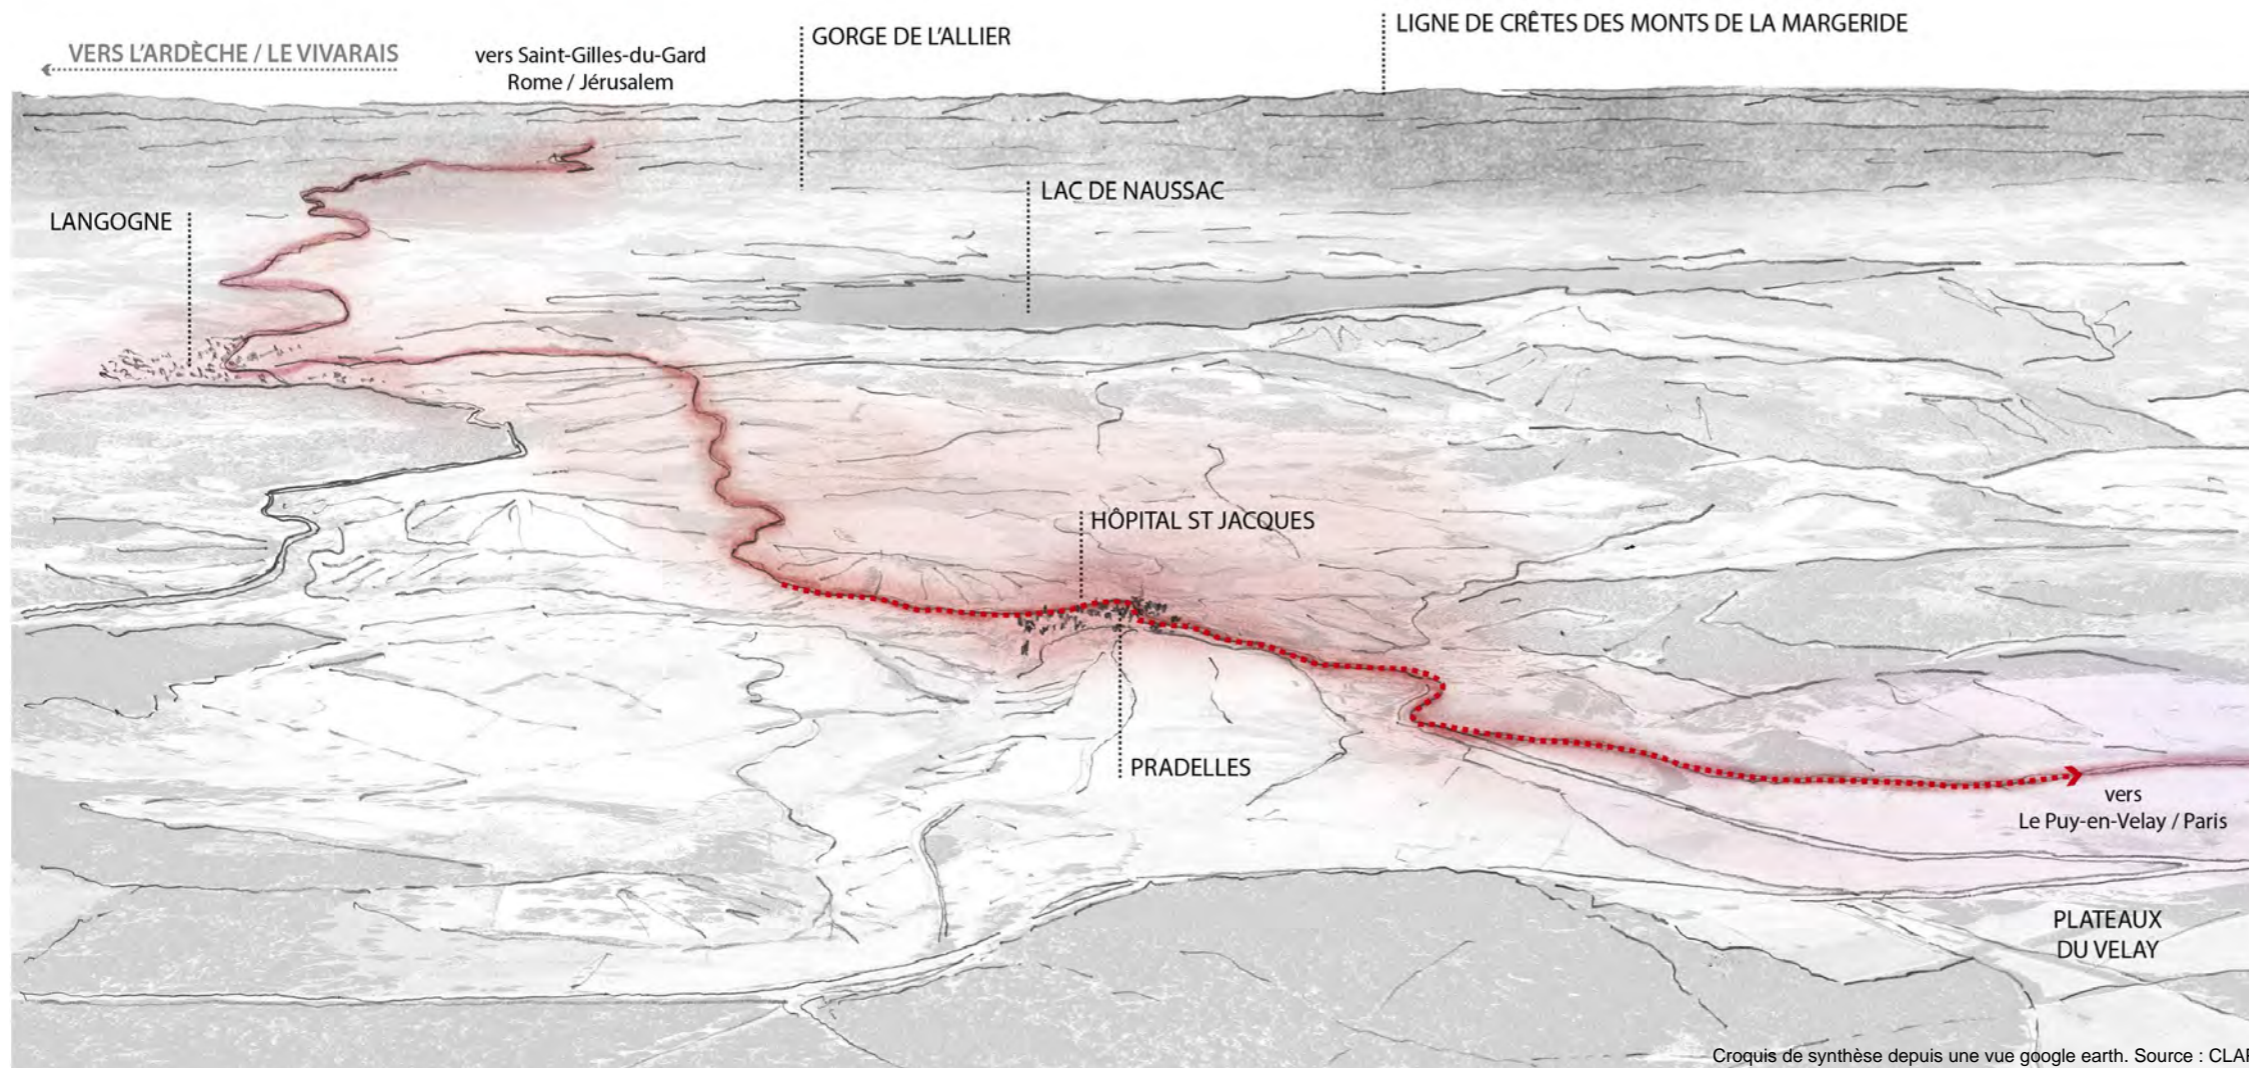 LIGNE DE CRÊTES DES MONTS DE LA MARGERIDE
GORGE DE L'ALLIER
VERS L'ARDÈCHE / LE VIVARAIS
vers Saint-Gilles-du-Gard
Rome / Jérusalem
LAC DE NAUSSAC
LANGOGNE
HÔPITAL ST JACQUES
PRADELLES
vers
Le Puy-en-Velay / Paris
PLATEAUX
DU VELAY
Croquis de synthèse depuis une vue google earth. Source :